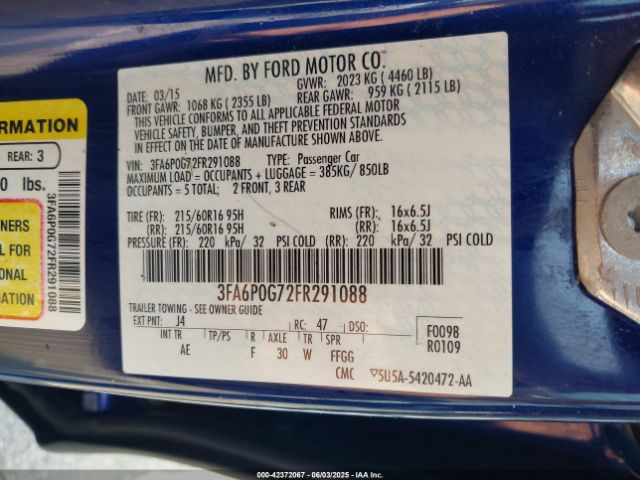 MFD. BY FORD MOTOR CO.
DATE: 03/15 GVWR: 2023 KG ( 4460 LB)
FRONT GAWR: 1068 KG ( 2355 LB) REAR GAWR: 959 KG ( 2115 LB)
THIS VEHICLE CONFORMS TO ALL APPLICABLE FEDERAL MOTOR
VEHICLE SAFETY, BUMPER, AND THEFT PREVENTION STANDARDS
IN EFFECT ON THE DATE OF MANUFACTURE SHOWN ABOVE.
VIN: 3FA6P0G72FR291088 TYPE: Passenger Car
MAXIMUM LOAD = OCCUPANTS + LUGGAGE = 385KG/ 850LB
OCCUPANTS = 5 TOTAL; 2 FRONT, 3 REAR
TIRE (FR): 215/60R16 95H RIMS (FR): 16x6.5J
(RR): 215/60R16 95H (RR): 16x6.5J
PRESSURE (FR): 220 kPa/ 32 PSI COLD (RR): 220 kPa/ 32 PSI COLD
3FA6P0G72FR291088
TRAILER TOWING - SEE OWNER GUIDE
EXT PNT: J4 RC: 47 DSO: F0098
INT TR TP/PS R AXLE TR SPR R0109
AE F 30 W FFGG
CMC ▽5U5A-5420472-AA
FORMATION
REAR: 3
0 lbs.
3FA6P0G72FR291088
NERS
L FOR
ONAL
MATION
000-42372067 - 06/03/2025 - IAA Corp.